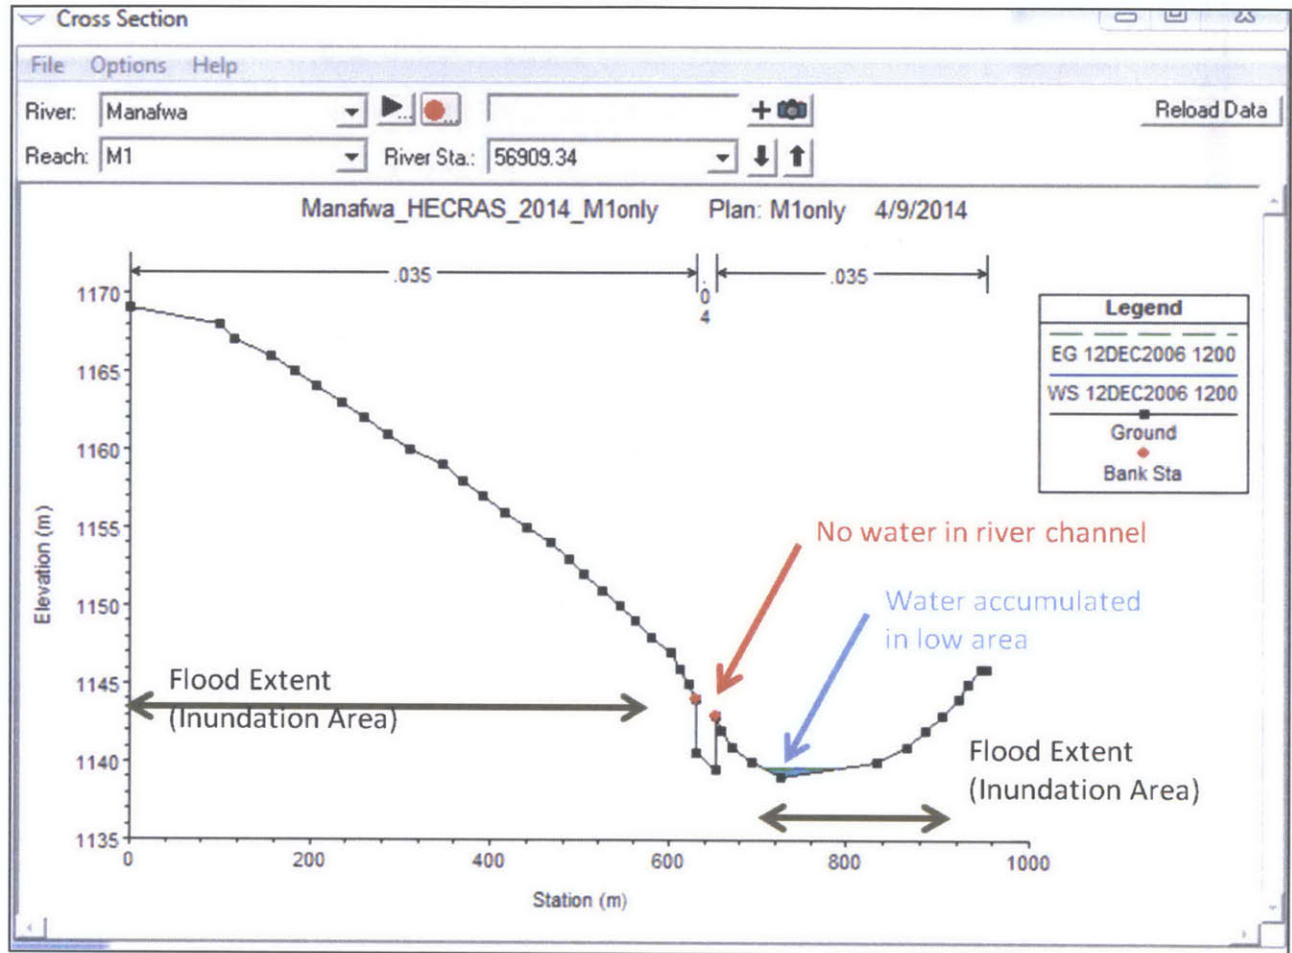 Cross Section
File Options Help
River: Manafwa
Reload Data
Reach: M1 River Sta.: 56909.34
Manafwa_HECRAS_2014_M1only Plan: M1only 4/9/2014
.035 .04 .035
Legend
EG 12DEC2006 1200
WS 12DEC2006 1200
Ground
Bank Sta
1170
1165
1160
1155
1150
1145
1140
1135
Elevation (m)
No water in river channel
Water accumulated
in low area
Flood Extent
(Inundation Area)
Flood Extent
(Inundation Area)
0 200 400 600 800 1000
Station (m)